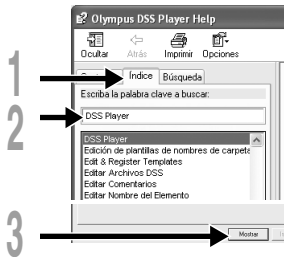 Olympus DSS Player Help
Ocultar Atrás Imprimir Opciones
1
Índice Búsqueda
Escriba la palabra clave a buscar:
2
DSS Player
DSS Player
Edición de plantillas de nombres de carpeta
Edit & Register Templates
Editar Archivos DSS
Editar Comentarios
Editar Nombre del Elemento
3
Mostrar